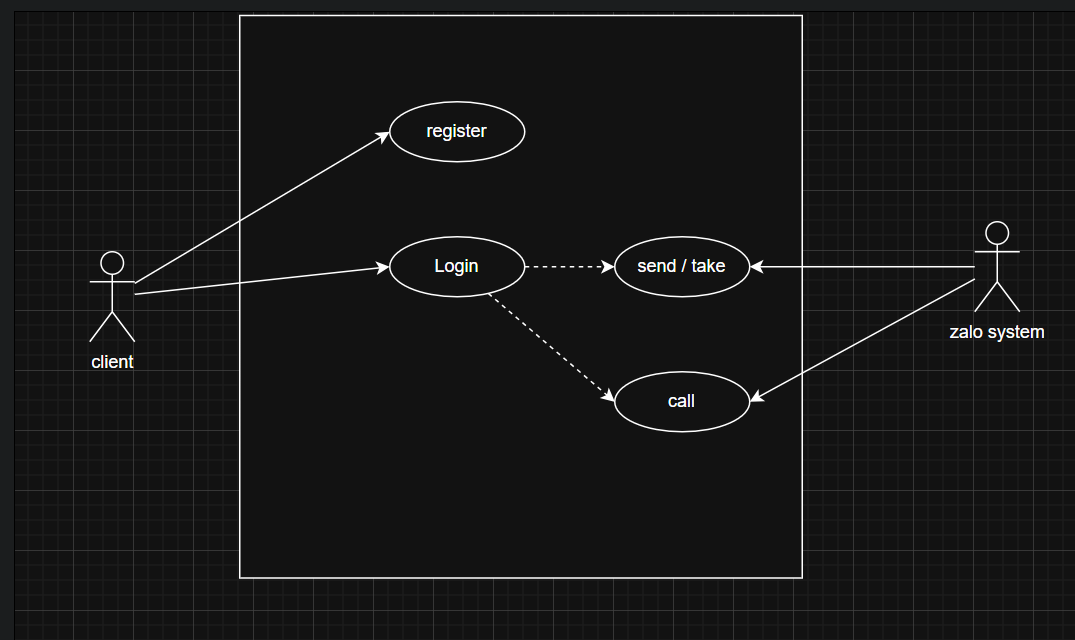 register
Login
send / take
zalo system
client
call